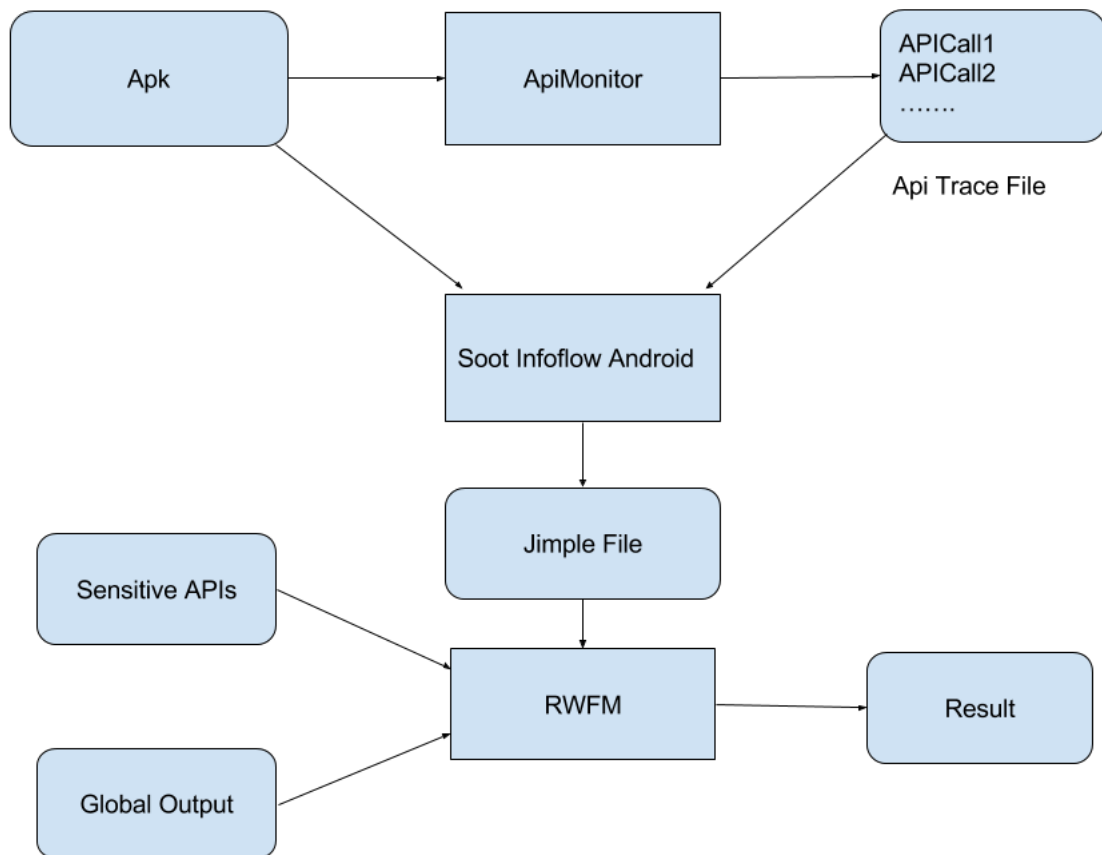 Apk
ApiMonitor
APICall1
APICall2
…….
Api Trace File
Soot Infoflow Android
Jimple File
Sensitive APIs
RWFM
Result
Global Output